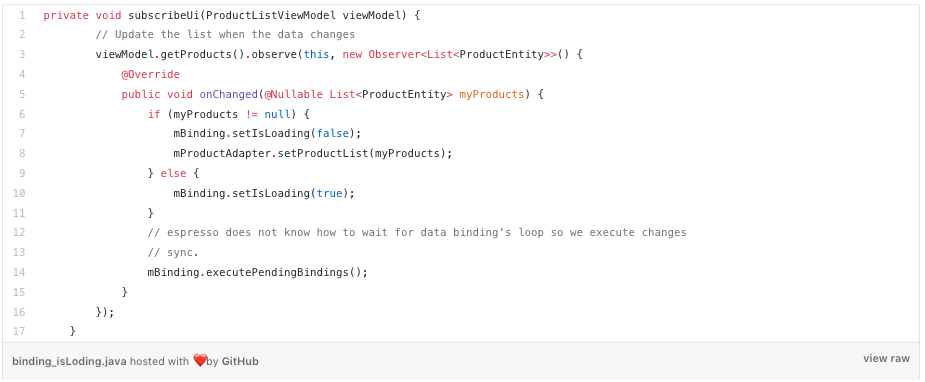 1 private void subscribeUi(ProductListViewModel viewModel) {
2 // Update the list when the data changes
3 viewModel.getProducts().observe(this, new Observer<List<ProductEntity>>() {
4 @Override
5 public void onChanged(@Nullable List<ProductEntity> myProducts) {
6 if (myProducts != null) {
7 mBinding.setIsLoading(false);
8 mProductAdapter.setProductList(myProducts);
9 } else {
10 mBinding.setIsLoading(true);
11 }
12 // espresso does not know how to wait for data binding's loop so we execute changes
13 // sync.
14 mBinding.executePendingBindings();
15 }
16 });
17 }
binding_isLoding.java hosted with ❤️by GitHub view raw